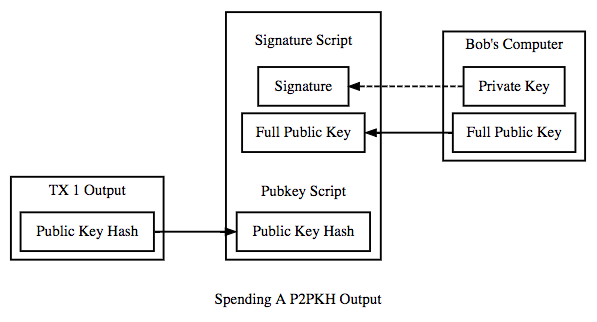 Signature Script
Signature
Full Public Key
Pubkey Script
Public Key Hash
Bob's Computer
Private Key
Full Public Key
TX 1 Output
Public Key Hash
Spending A P2PKH Output